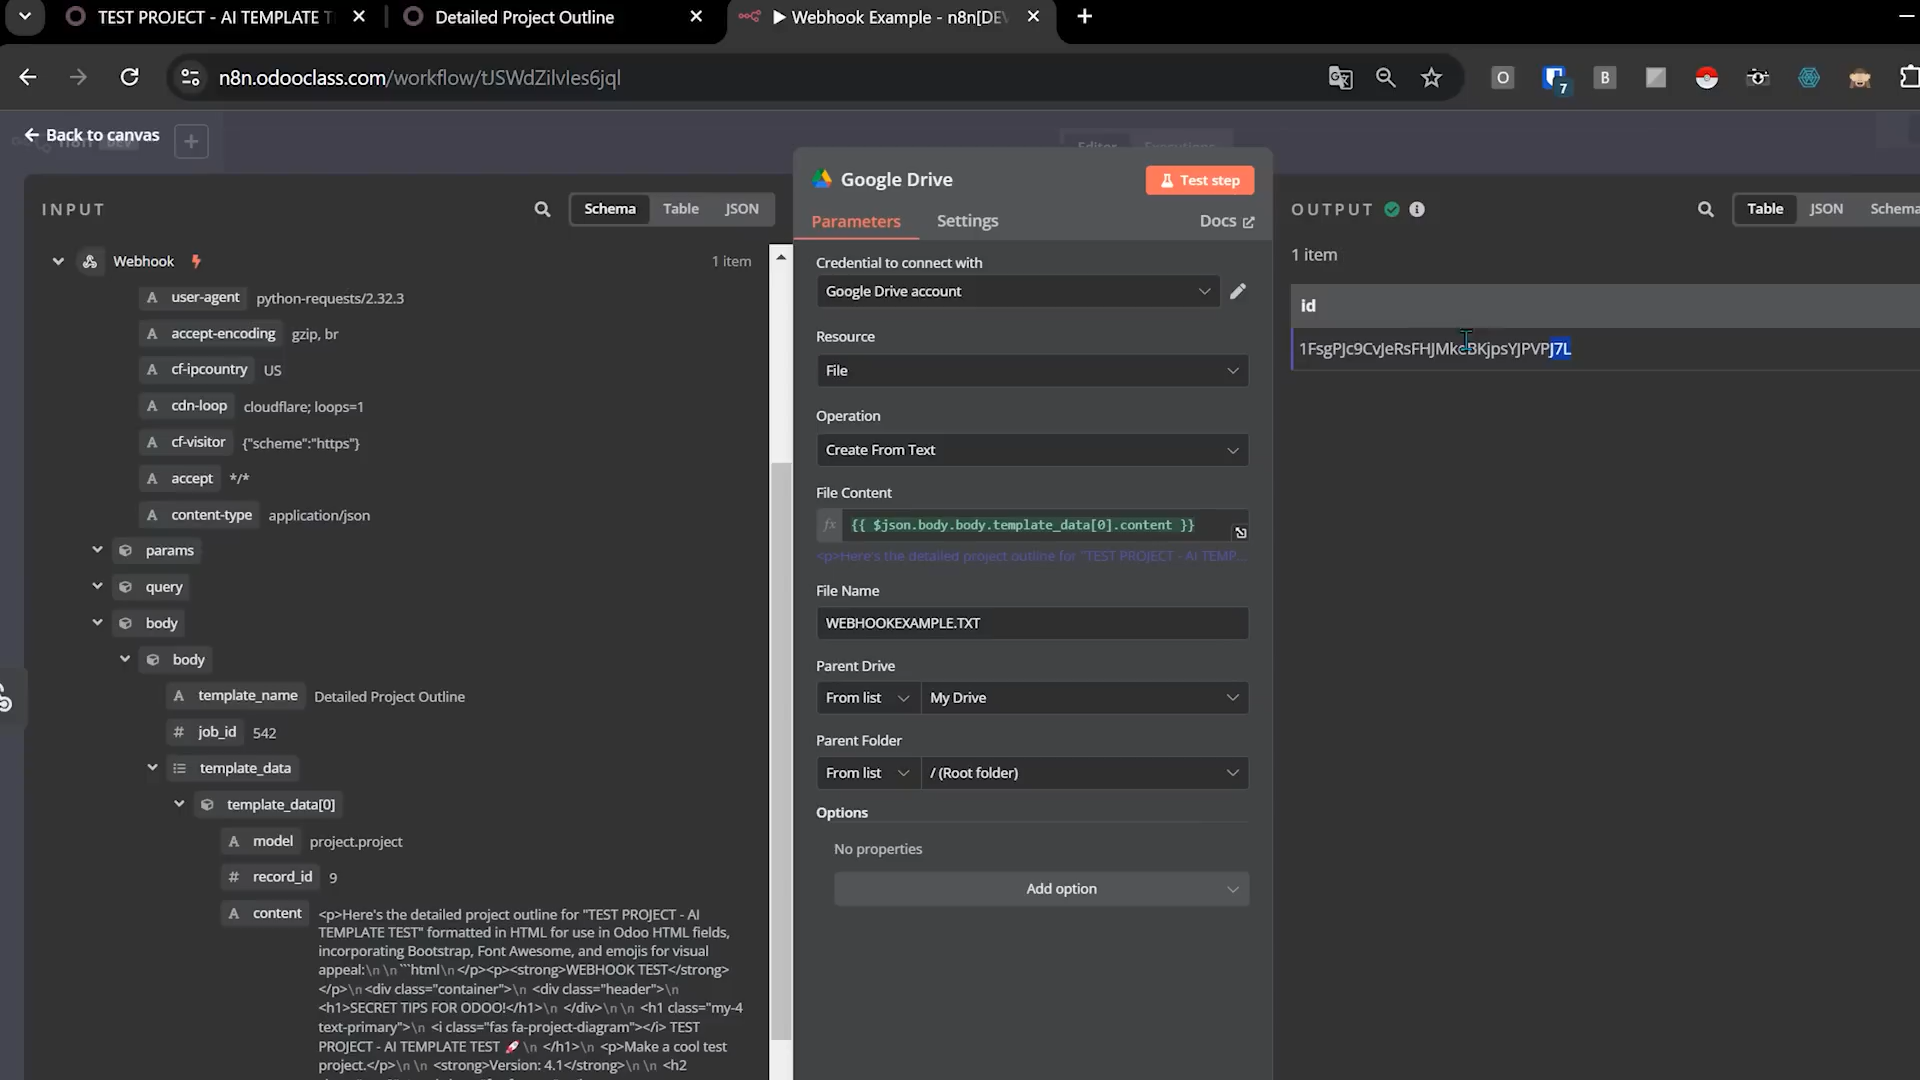 TEST PROJECT - AI TEMPLATE T
Detailed Project Outline
▶ Webhook Example - n8n[DEV
n8n.odooclass.com/workflow/tJSWdZilvIes6jql
7
Back to canvas
Editor
Executions
INPUT
Schema
Table
JSON
Webhook
1 item
user-agent python-requests/2.32.3
accept-encoding gzip, br
cf-ipcountry US
cdn-loop cloudflare; loops=1
cf-visitor {"scheme":"https"}
accept */*
content-type application/json
params
query
body
body
template_name Detailed Project Outline
job_id 542
template_data
template_data[0]
model project.project
record_id 9
content <p>Here's the detailed project outline for "TEST PROJECT - AI
TEMPLATE TEST" formatted in HTML for use in Odoo HTML fields,
incorporating Bootstrap, Font Awesome, and emojis for visual
appeal:\n\n```html\n</p><p><strong>WEBHOOK TEST</strong>
</p>\n<div class="container">\n <div class="header">\n
<h1>SECRET TIPS FOR ODOO!</h1>\n </div>\n\n <h1 class="my-4
text-primary">\n <i class="fas fa-project-diagram"></i> TEST
PROJECT - AI TEMPLATE TEST 🚀\n </h1>\n <p>Make a cool test
project.</p>\n\n <strong>Version: 4.1</strong>\n\n <h2
Google Drive
Test step
Parameters
Settings
Docs
Credential to connect with
Google Drive account
Resource
File
Operation
Create From Text
File Content
fx {{ $json.body.body.template_data[0].content }}
<p>Here's the detailed project outline for "TEST PROJECT - AI TEMP...
File Name
WEBHOOKEXAMPLE.TXT
Parent Drive
From list
My Drive
Parent Folder
From list
/ (Root folder)
Options
No properties
Add option
OUTPUT
Table
JSON
Schema
1 item
id